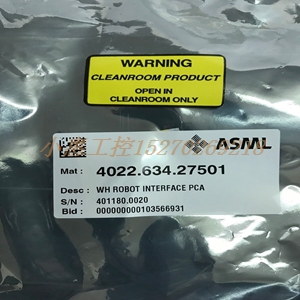 WARNING
CLEANROOM PRODUCT
OPEN IN
CLEANROOM ONLY
ASML
Mat : 4022.634.27501
Desc : WH ROBOT INTERFACE PCA
S/N : 401180.0020
Bid : 000000000103566931